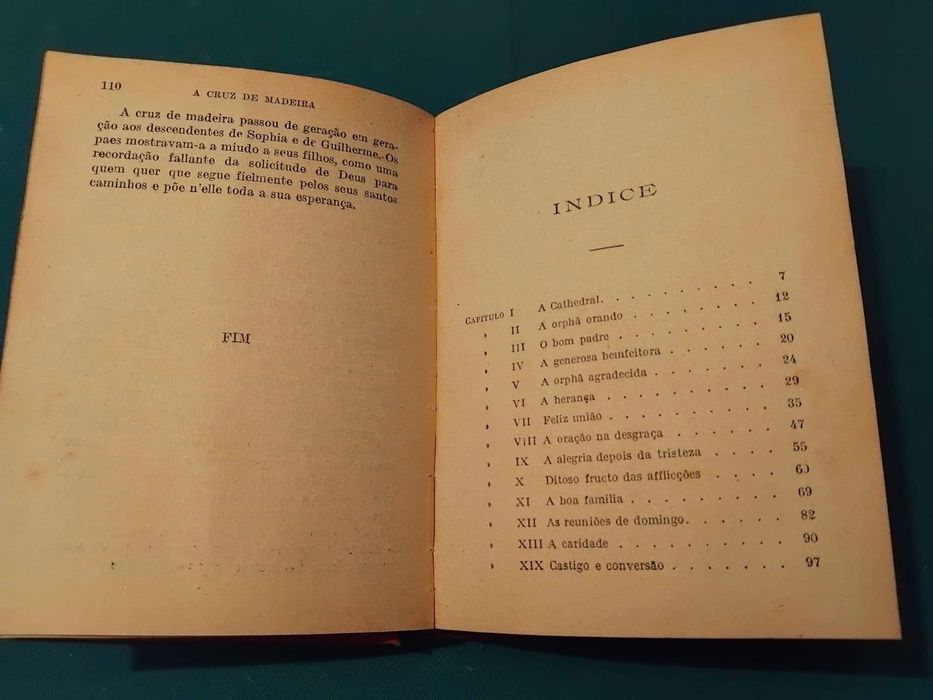 110
A CRUZ DE MADEIRA
A cruz de madeira passou de geração em gera-
ção aos descendentes de Sophia e de Guilherme. Os
paes mostravam-a a miudo a seus filhos, como uma
recordação fallante da solicitude de Deus para
quem quer que segue fielmente pelos seus santos
caminhos e põe n'elle toda a sua esperança.
FIM
INDICE
CAPITULO I A Cathedral. . . . . . . . . 7
» II A orphã orando . . . . . . . 12
» III O bom padre . . . . . . . . 15
» IV A generosa bemfeitora . . . . . . 20
» V A orphã agradecida . . . . . . 24
» VI A herança . . . . . . . . 29
» VII Feliz união . . . . . . . . 35
» VIII A oração na desgraça . . . . . 47
» IX A alegria depois da tristeza . . . . 55
» X Ditoso fructo das afflicções . . . . 60
» XI A boa familia . . . . . . . 69
» XII As reuniões de domingo. . . . . . 82
» XIII A caridade . . . . . . . . 90
» XIX Castigo e conversão . . . . . . 97